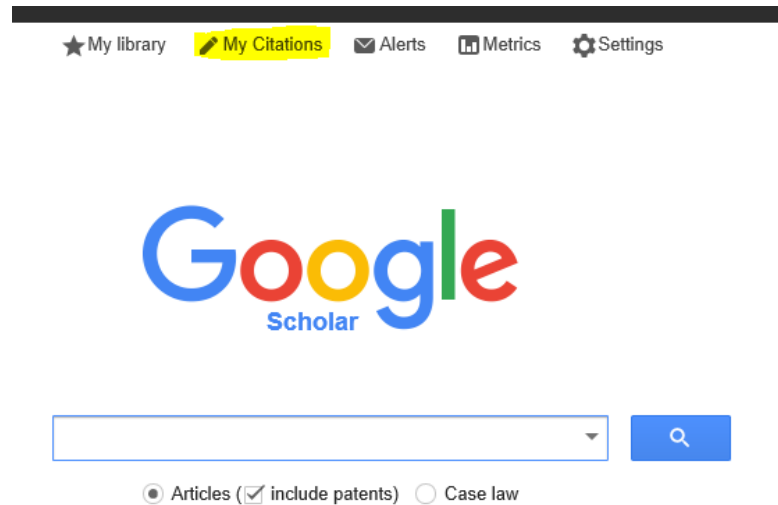 My library My Citations Alerts Metrics Settings
Google
Scholar
Articles (include patents) Case law